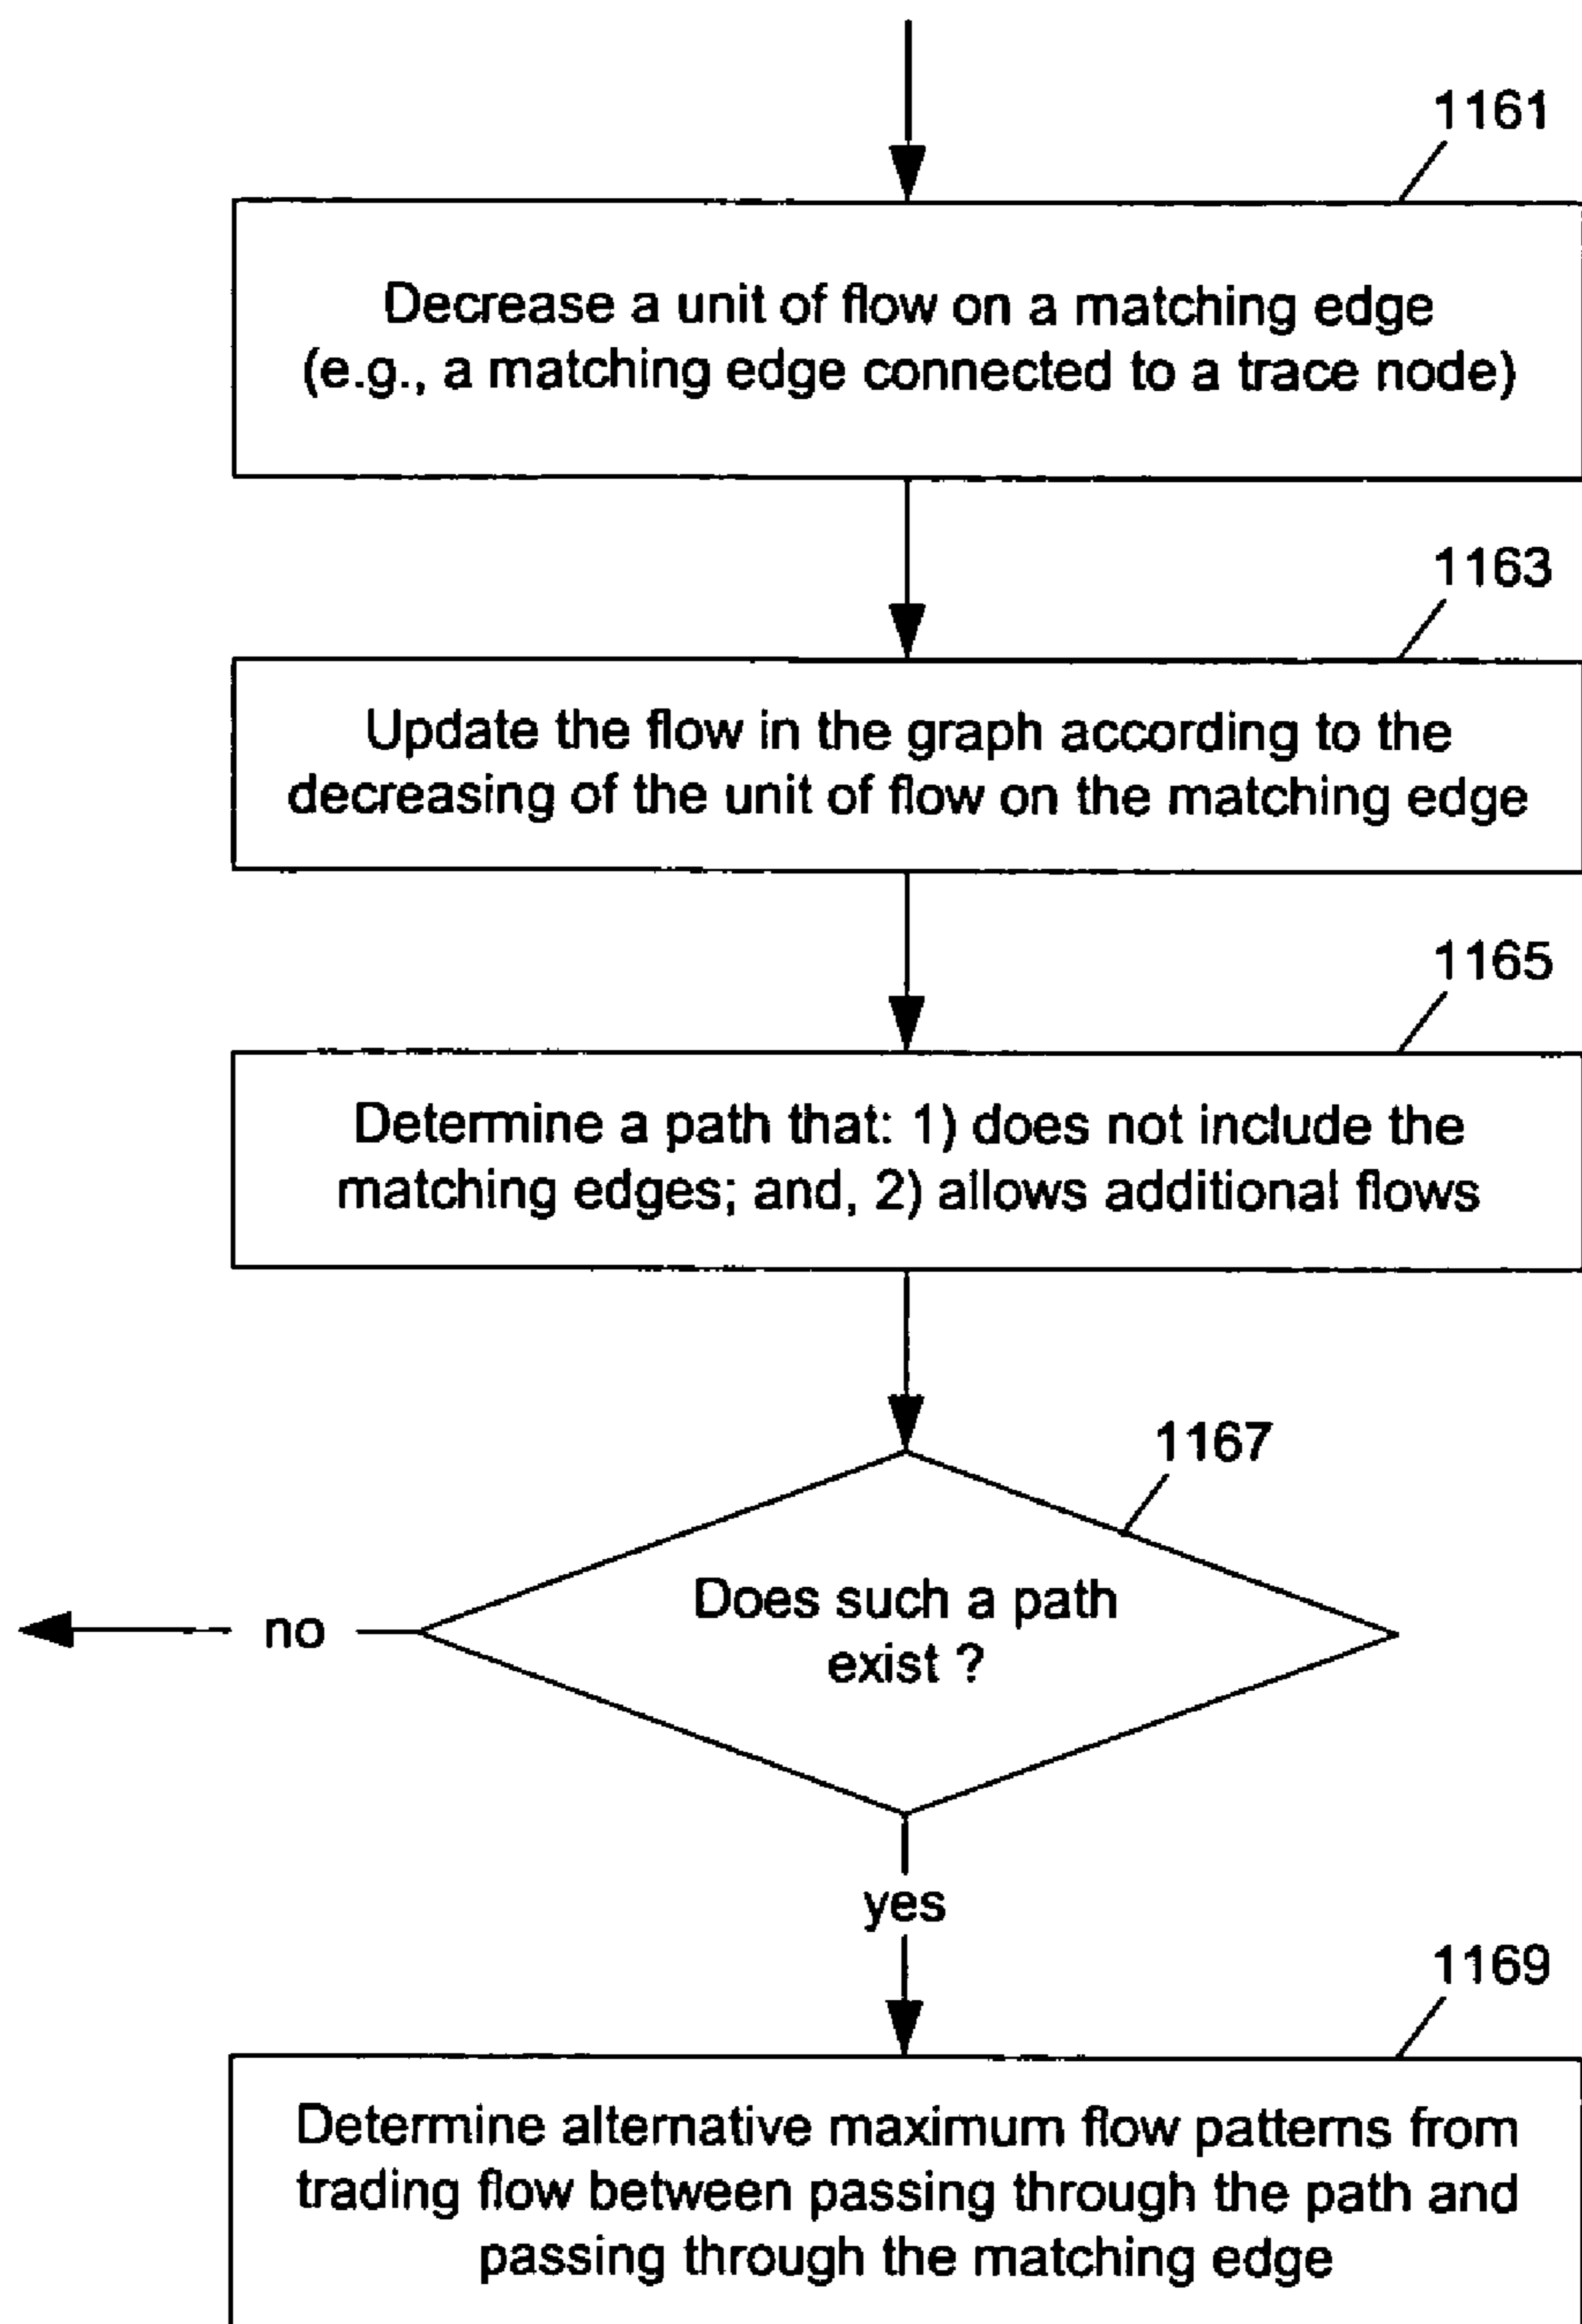 1161
Decrease a unit of flow on a matching edge
(e.g., a matching edge connected to a trace node)
1163
Update the flow in the graph according to the
decreasing of the unit of flow on the matching edge
1165
Determine a path that: 1) does not include the
matching edges; and, 2) allows additional flows
1167
Does such a path
exist ?
no
yes
1169
Determine alternative maximum flow patterns from
trading flow between passing through the path and
passing through the matching edge